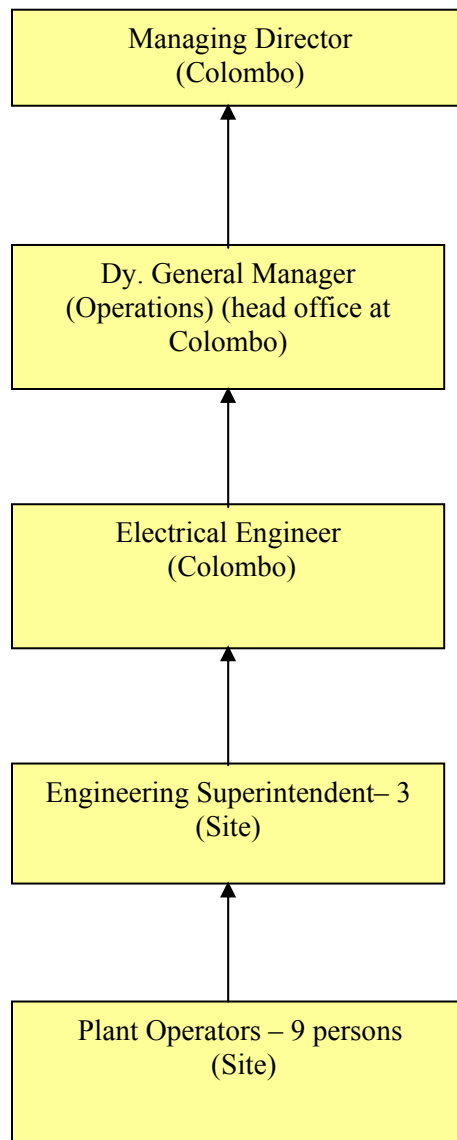 Managing Director
(Colombo)
Dy. General Manager
(Operations) (head office at
Colombo)
Electrical Engineer
(Colombo)
Engineering Superintendent– 3
(Site)
Plant Operators – 9 persons
(Site)